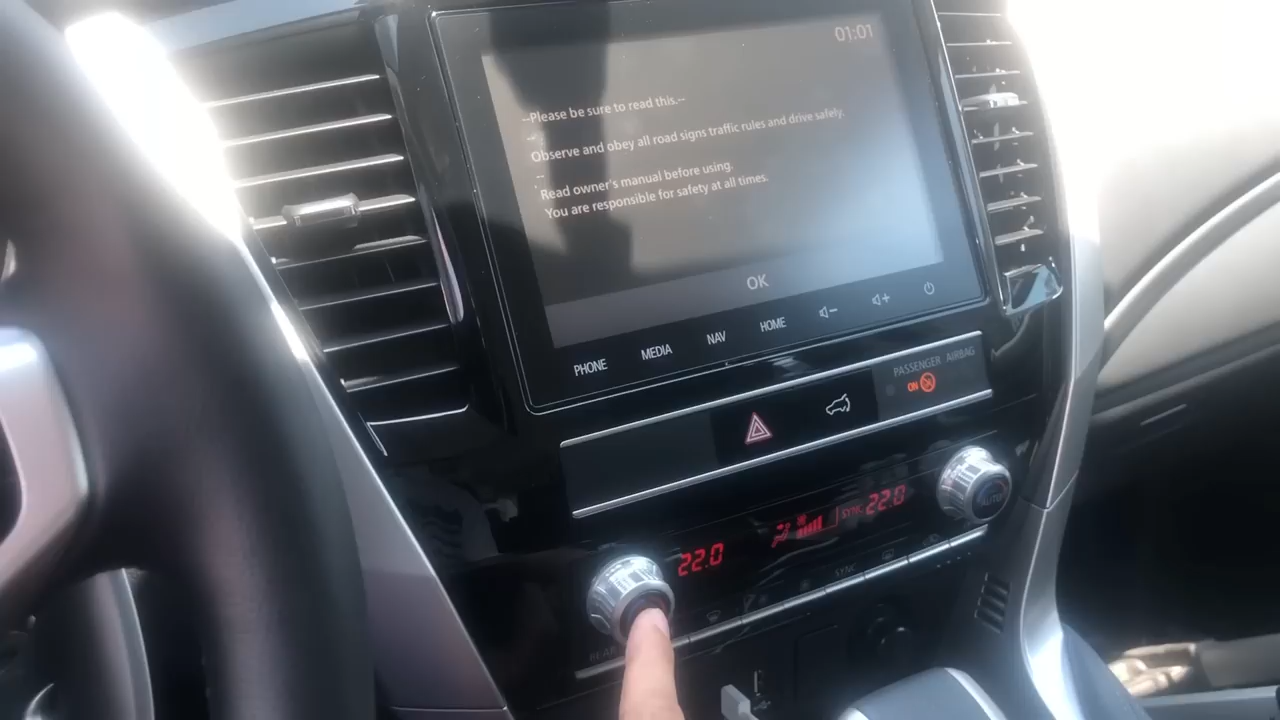 01:01
--Please be sure to read this.--
--
Observe and obey all road signs traffic rules and drive safely.
--
Read owner's manual before using.
You are responsible for safety at all times.
OK
PHONE MEDIA NAV HOME
PASSENGER AIRBAG
ON
22.0 SYNC 22.0
AUTO
SYNC
REAR